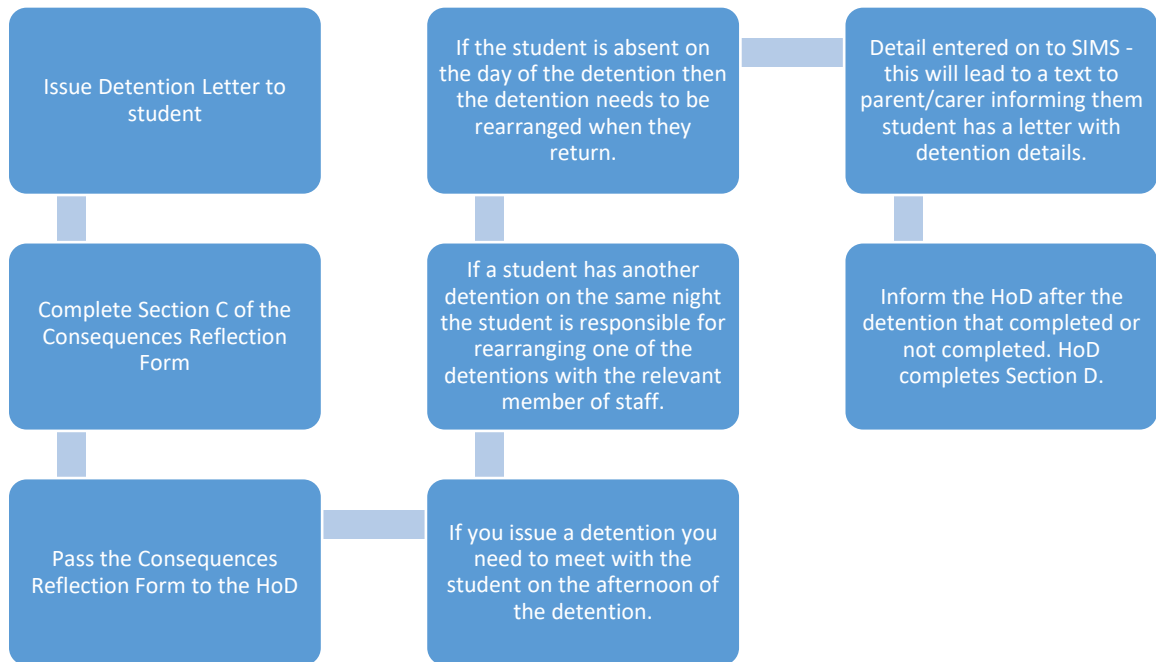 Issue Detention Letter to
student
Complete Section C of the
Consequences Reflection
Form
Pass the Consequences
Reflection Form to the HoD
If you issue a detention you
need to meet with the
student on the afternoon of
the detention.
If a student has another
detention on the same night
the student is responsible for
rearranging one of the
detentions with the relevant
member of staff.
If the student is absent on
the day of the detention then
the detention needs to be
rearranged when they
return.
Detail entered on to SIMS -
this will lead to a text to
parent/carer informing them
student has a letter with
detention details.
Inform the HoD after the
detention that completed or
not completed. HoD
completes Section D.